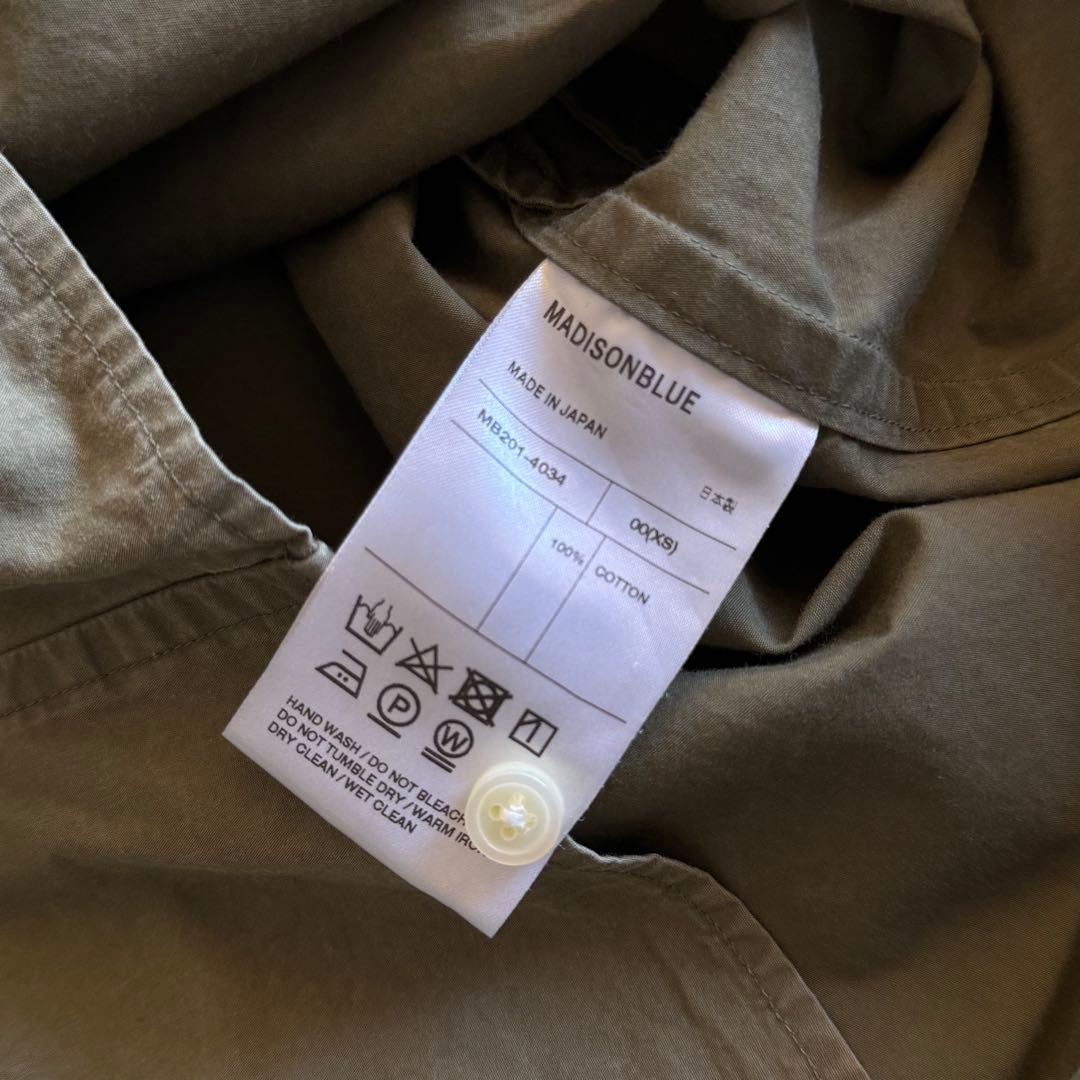 MADISONBLUE
MADE IN JAPAN
日本製
MB201-4034
00(XS)
100%
COTTON
P
W
HAND WASH / DO NOT BLEACH
DO NOT TUMBLE DRY / WARM IRO
DRY CLEAN / WET CLEAN